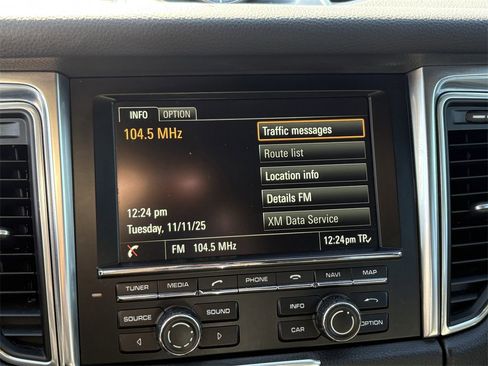 INFO OPTION
104.5 MHz
Traffic messages
Route list
Location info
Details FM
XM Data Service
12:24 pm
Tuesday, 11/11/25
FM 104.5 MHz 12:24pm TP
TUNER MEDIA PHONE NAVI MAP
SOURCE SOUND INFO
CAR OPTION